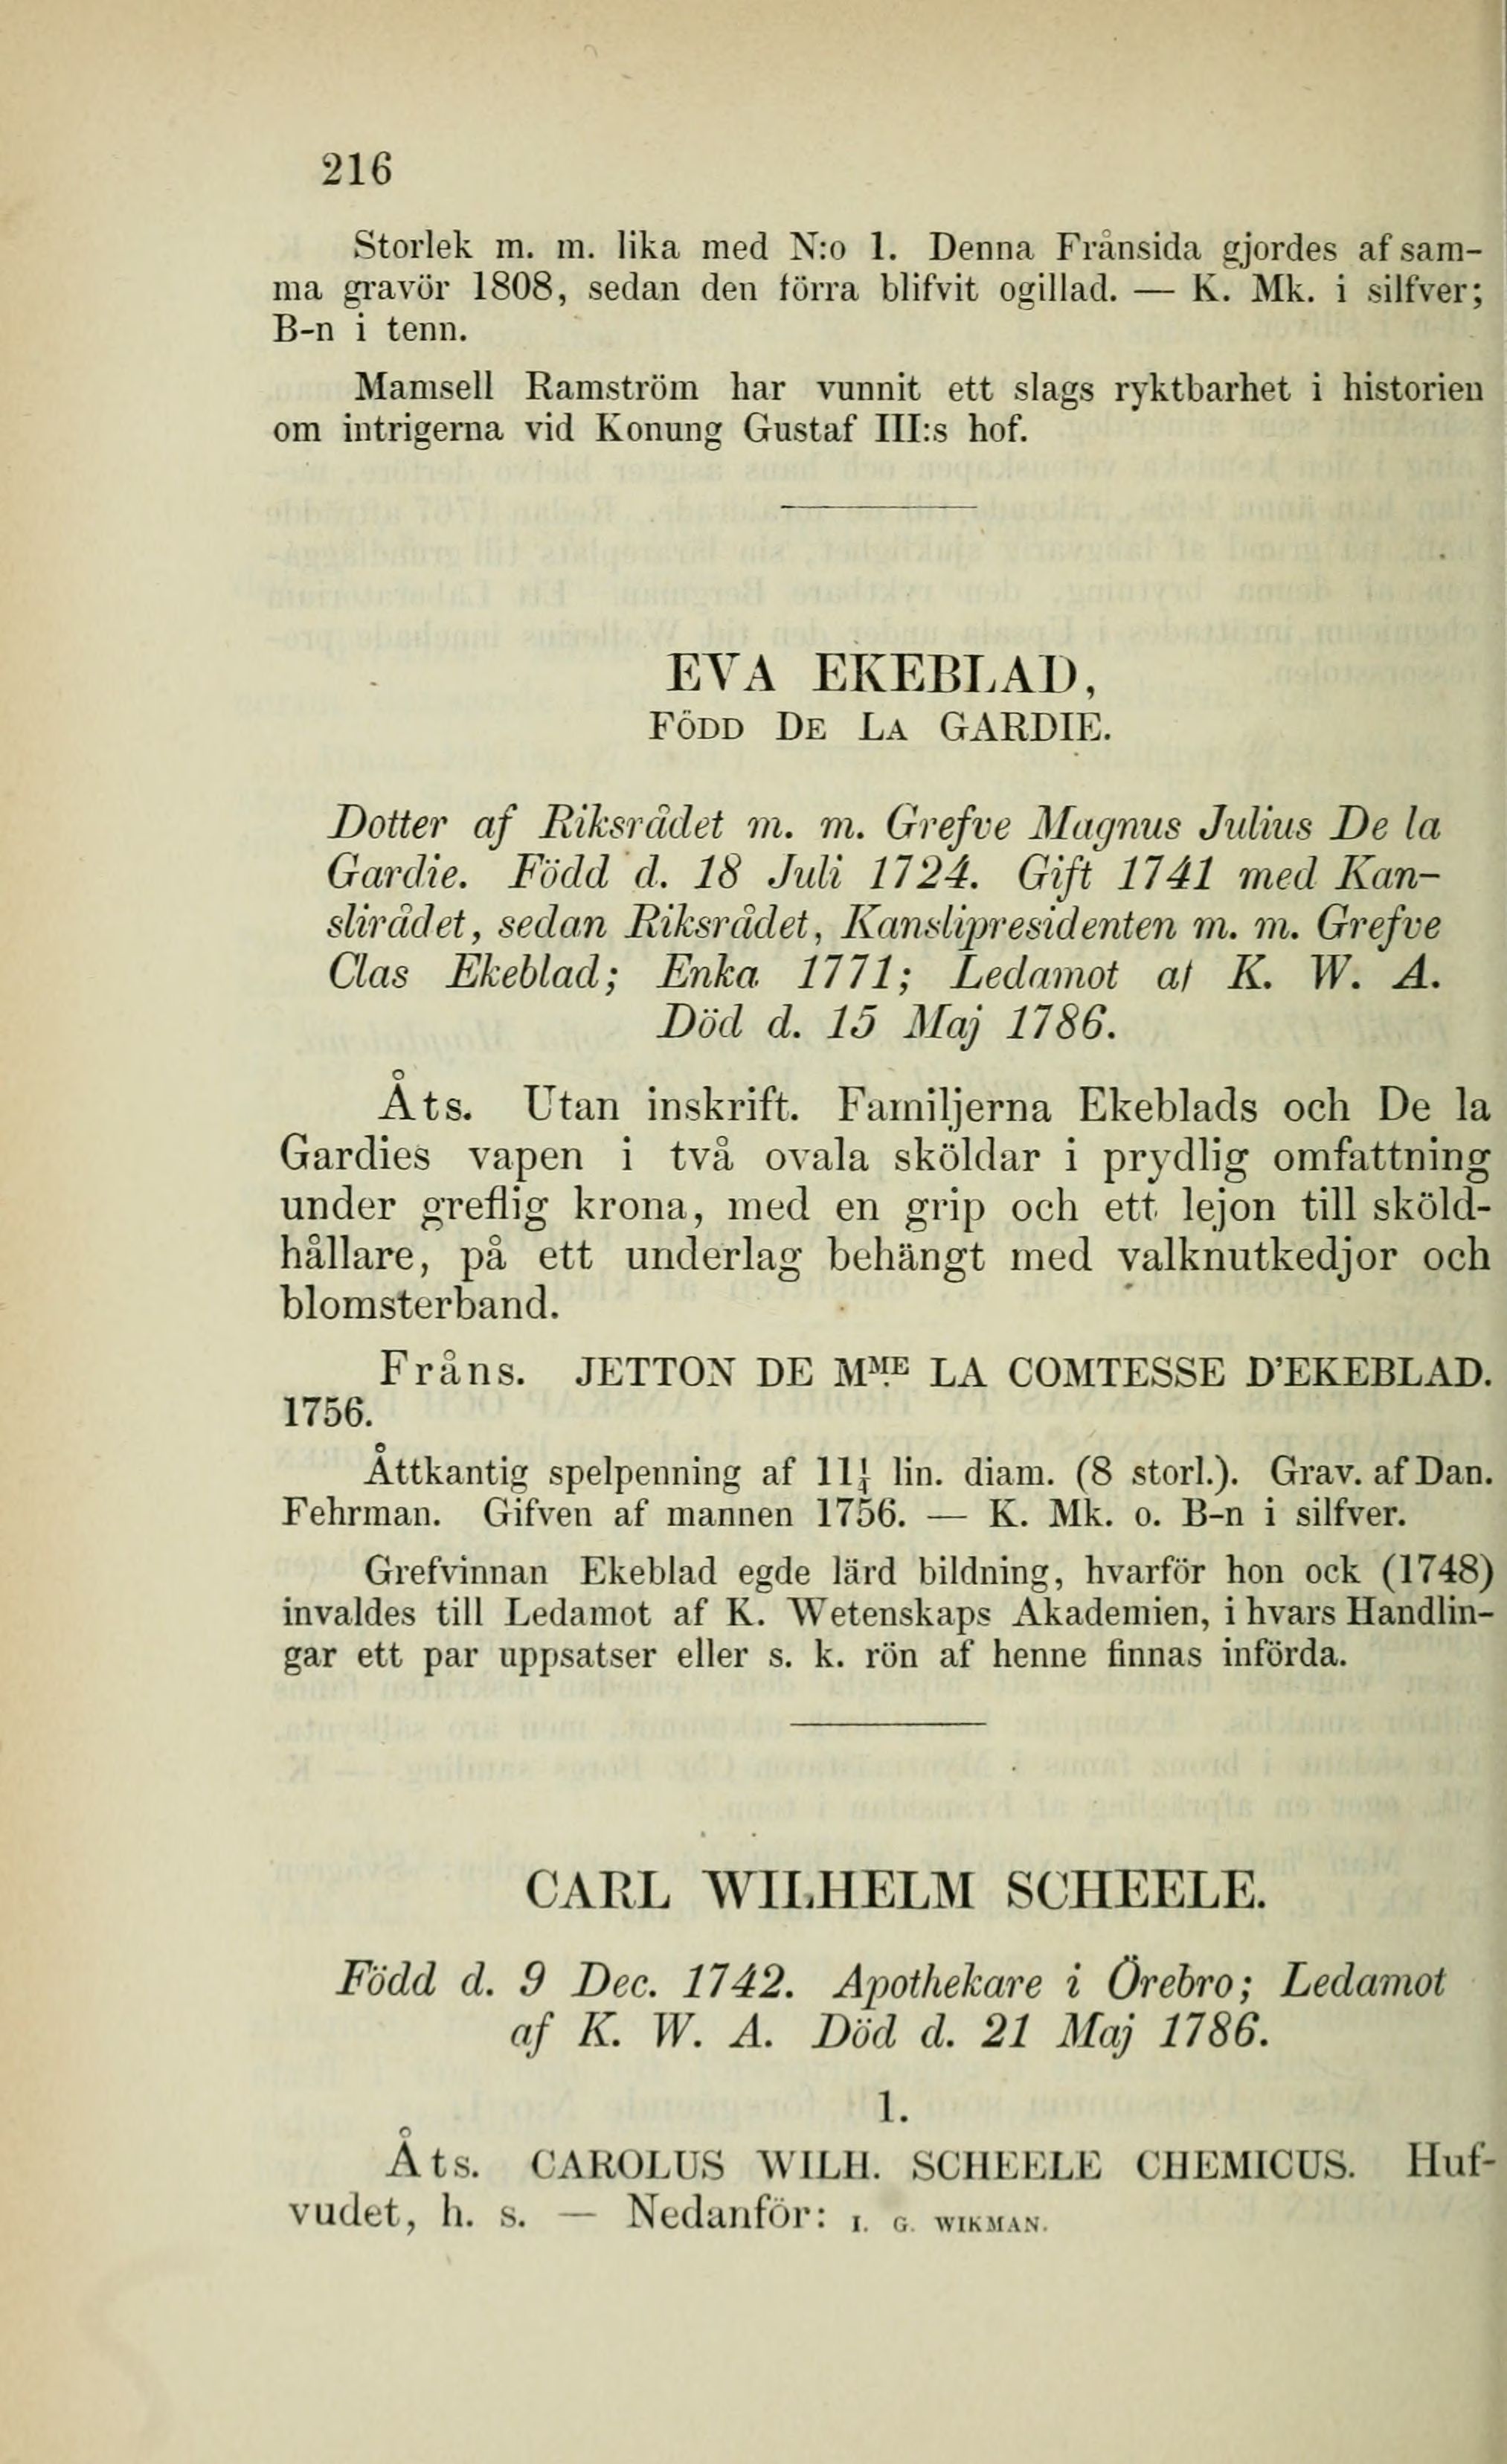 216
Storlek m. m. lika med N:o 1. Denna Frånsida gjordes af sam-
ma gravör 1808, sedan den förra blifvit ogillad. — K. Mk. i silfver;
B-n i tenn.
Mamsell Ramström har vunnit ett slags ryktbarhet i historien
om intrigerna vid Konung Gustaf III:s hof.
EVA EKEBLAD,
FÖDD DE LA GARDIE.
Dotter af Riksrådet m. m. Grefve Magnus Julius De la
Gardie. Född d. 18 Juli 1724. Gift 1741 med Kan-
slirådet, sedan Riksrådet, Kanslipresidenten m. m. Grefve
Clas Ekeblad; Enka 1771; Ledamot af K. W. A.
Död d. 15 Maj 1786.
Åts. Utan inskrift. Familjerna Ekeblads och De la
Gardies vapen i två ovala sköldar i prydlig omfattning
under greflig krona, med en grip och ett lejon till sköld-
hållare, på ett underlag behängt med valknutkedjor och
blomsterband.
Fråns. JETTON DE MME LA COMTESSE D'EKEBLAD.
1756.
Åttkantig spelpenning af 11¼ lin. diam. (8 storl.). Grav. af Dan.
Fehrman. Gifven af mannen 1756. — K. Mk. o. B-n i silfver.
Grefvinnan Ekeblad egde lärd bildning, hvarför hon ock (1748)
invaldes till Ledamot af K. Wetenskaps Akademien, i hvars Handlin-
gar ett par uppsatser eller s. k. rön af henne finnas införda.
CARL WILHELM SCHEELE.
Född d. 9 Dec. 1742. Apothekare i Örebro; Ledamot
af K. W. A. Död d. 21 Maj 1786.
1.
Åts. CAROLUS WILH. SCHEELE CHEMICUS. Huf-
vudet, h. s. — Nedanför: I. G. WIKMAN.